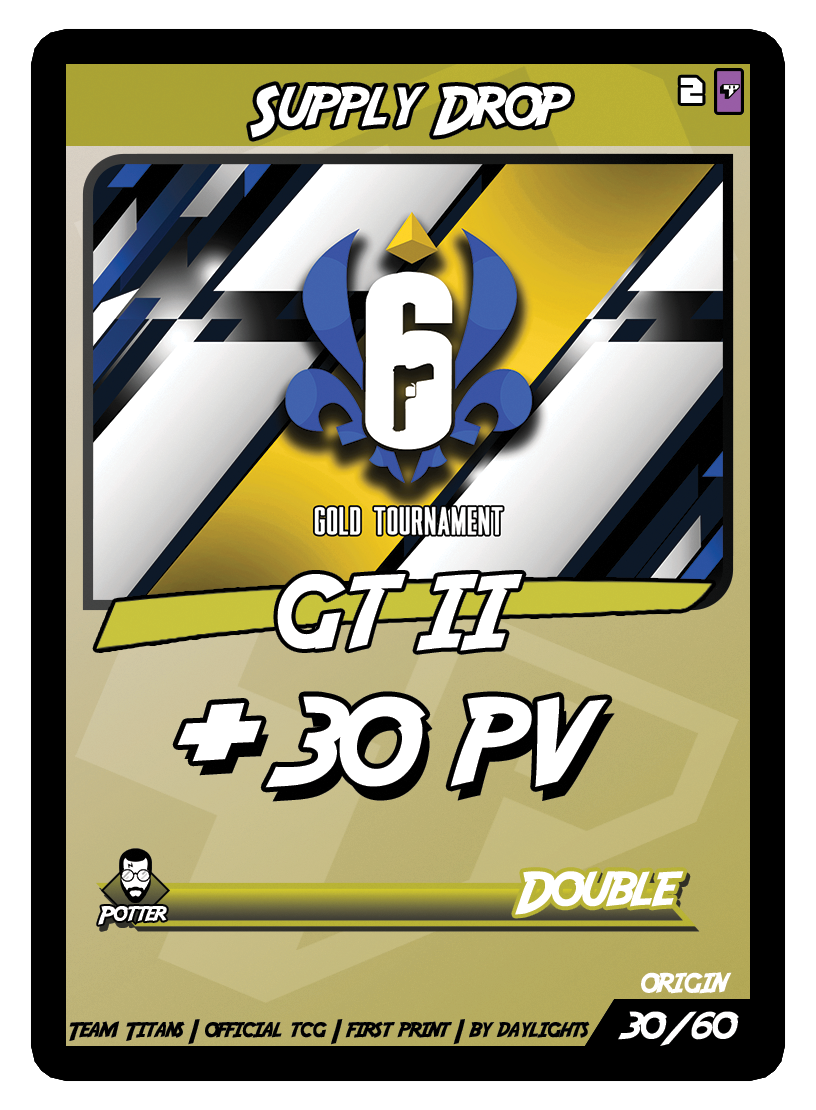 Supply Drop
2
6
GOLD TOURNAMENT
GT II
+30 PV
Potter
Double
Origin
Team Titans | Official TCG | First Print | By Daylights
30/60